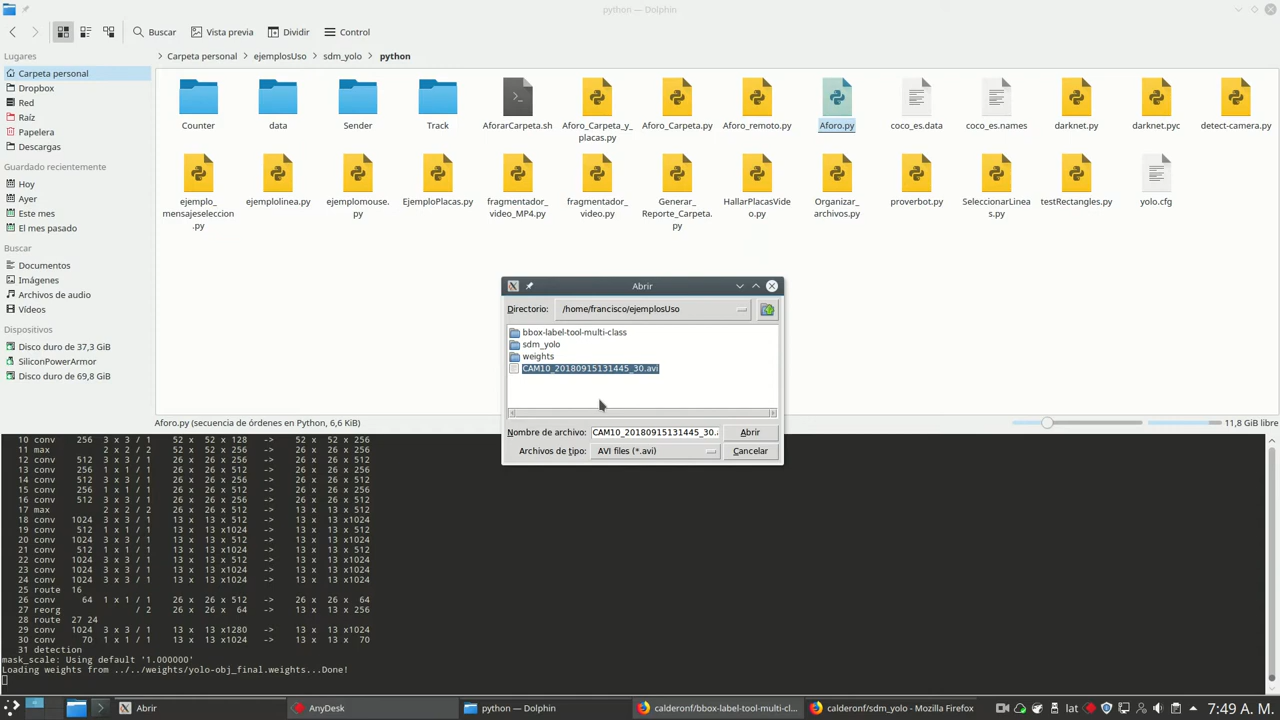 python — Dolphin
Buscar
Vista previa
Dividir
Control
Lugares
Carpeta personal
Dropbox
Red
Raíz
Papelera
Descargas
Guardado recientemente
Hoy
Ayer
Este mes
El mes pasado
Buscar
Documentos
Imágenes
Archivos de audio
Vídeos
Dispositivos
Disco duro de 37,3 GiB
SiliconPowerArmor
Disco duro de 69,8 GiB
> Carpeta personal > ejemplosUso > sdm_yolo > python
Counter
data
Sender
Track
AforarCarpeta.sh
Aforo_Carpeta_y_
placas.py
Aforo_Carpeta.py
Aforo_remoto.py
Aforo.py
coco_es.data
coco_es.names
darknet.py
darknet.pyc
detect-camera.py
ejemplo_
mensajeseleccion
.py
ejemplolinea.py
ejemplomouse.
py
EjemploPlacas.py
fragmentador_
video_MP4.py
fragmentador_
video.py
Generar_
Reporte_Carpeta.
py
HallarPlacasVide
o.py
Organizar_
archivos.py
proverbot.py
SeleccionarLinea
s.py
testRectangles.py
yolo.cfg
Abrir
Directorio: /home/francisco/ejemplosUso
bbox-label-tool-multi-class
sdm_yolo
weights
CAM10_20180915131445_30.avi
Nombre de archivo: CAM10_20180915131445_30. Abrir
Archivos de tipo: AVI files (*.avi) Cancelar
Aforo.py (secuencia de órdenes en Python, 6,6 KiB)
11,8 GiB libre
10 conv 256 3 x 3 / 1 52 x 52 x 128 -> 52 x 52 x 256
11 max 2 x 2 / 2 52 x 52 x 256 -> 26 x 26 x 256
12 conv 512 3 x 3 / 1 26 x 26 x 256 -> 26 x 26 x 512
13 conv 256 1 x 1 / 1 26 x 26 x 512 -> 26 x 26 x 256
14 conv 512 3 x 3 / 1 26 x 26 x 256 -> 26 x 26 x 512
15 conv 256 1 x 1 / 1 26 x 26 x 512 -> 26 x 26 x 256
16 conv 512 3 x 3 / 1 26 x 26 x 256 -> 26 x 26 x 512
17 max 2 x 2 / 2 26 x 26 x 512 -> 13 x 13 x 512
18 conv 1024 3 x 3 / 1 13 x 13 x 512 -> 13 x 13 x1024
19 conv 512 1 x 1 / 1 13 x 13 x1024 -> 13 x 13 x 512
20 conv 1024 3 x 3 / 1 13 x 13 x 512 -> 13 x 13 x1024
21 conv 512 1 x 1 / 1 13 x 13 x1024 -> 13 x 13 x 512
22 conv 1024 3 x 3 / 1 13 x 13 x 512 -> 13 x 13 x1024
23 conv 1024 3 x 3 / 1 13 x 13 x1024 -> 13 x 13 x1024
24 conv 1024 3 x 3 / 1 13 x 13 x1024 -> 13 x 13 x1024
25 route 16
26 conv 64 1 x 1 / 1 26 x 26 x 512 -> 26 x 26 x 64
27 reorg / 2 26 x 26 x 64 -> 13 x 13 x 256
28 route 27 24
29 conv 1024 3 x 3 / 1 13 x 13 x1280 -> 13 x 13 x1024
30 conv 70 1 x 1 / 1 13 x 13 x1024 -> 13 x 13 x 70
31 detection
mask_scale: Using default '1.000000'
Loading weights from ../../weights/yolo-obj_final.weights...Done!
Abrir
AnyDesk
python — Dolphin
calderonf/bbox-label-tool-multi-cl...
calderonf/sdm_yolo - Mozilla Firefox
lat
7:49 A. M.